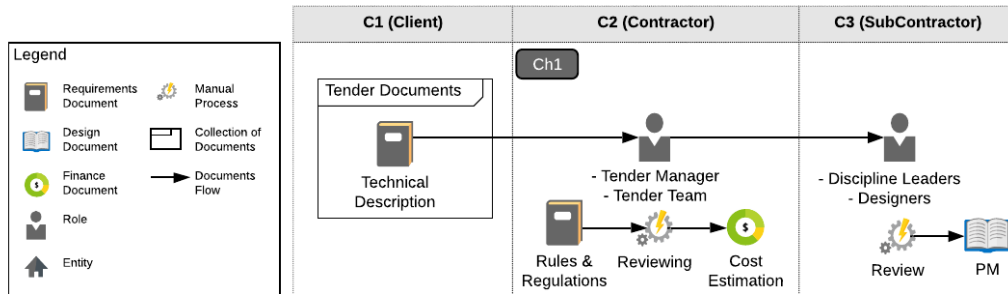 C1 (Client)
C2 (Contractor)
C3 (SubContractor)
Legend
Requirements
Document
Manual
Process
Design
Document
Collection of
Documents
Finance
Document
Documents
Flow
Role
Entity
Ch1
Tender Documents
Technical
Description
- Tender Manager
- Tender Team
- Discipline Leaders
- Designers
Rules &
Regulations
Reviewing
Cost
Estimation
Review
PM